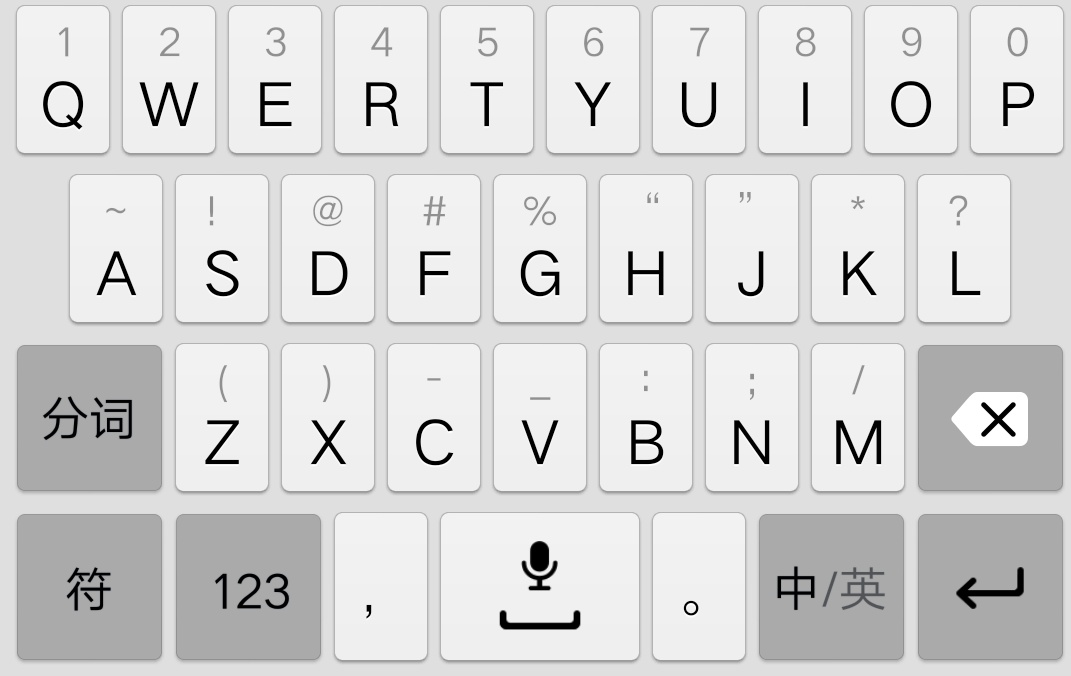 1 2 3 4 5 6 7 8 9 0
Q W E R T Y U I O P
~ ! @ # % “ ” * ?
A S D F G H J K L
( ) - _ : ; /
分词 Z X C V B N M
符 123 , 。 中/英